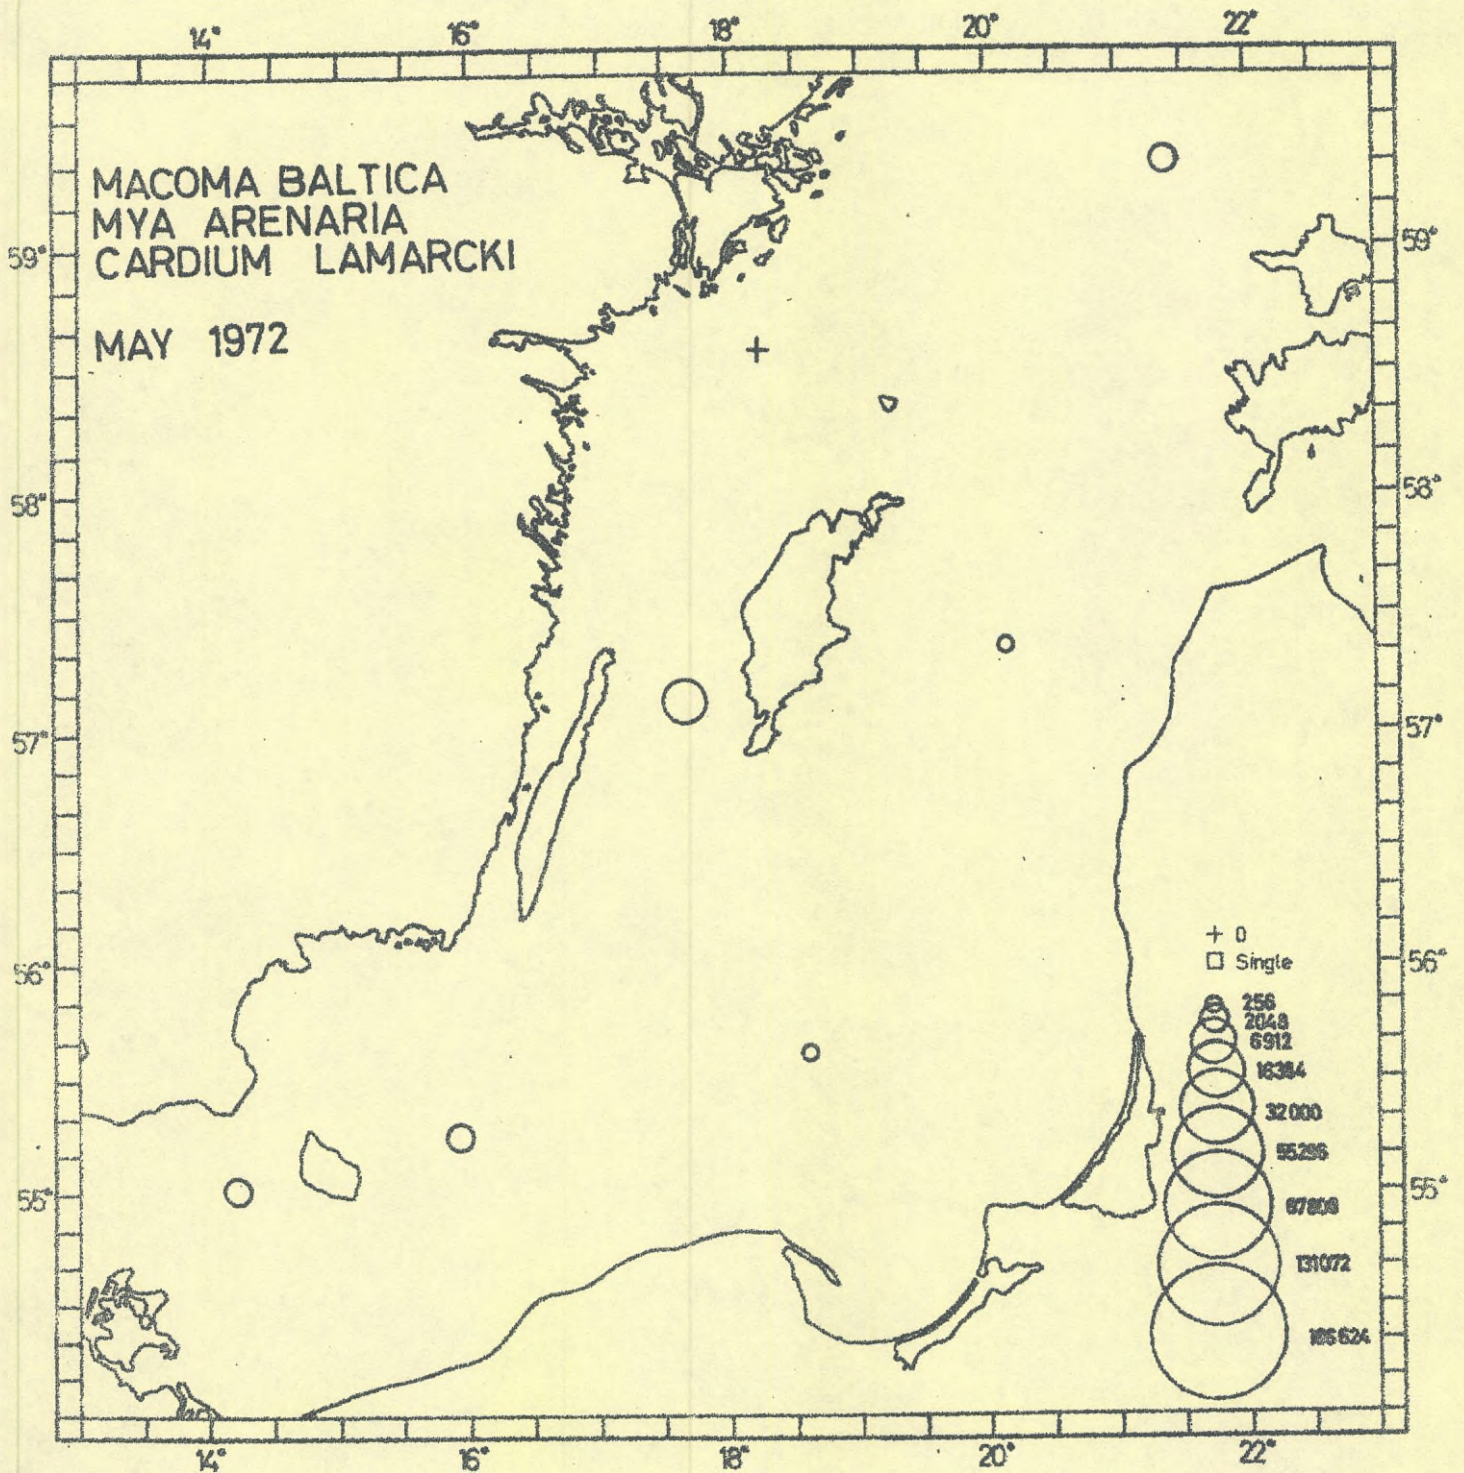 14° 16° 18° 20° 22°
MACOMA BALTICA
MYA ARENARIA
CARDIUM LAMARCKI
59° 59°
MAY 1972
58° 58°
57° 57°
+ 0
56° □ Single 56°
256
2048
6912
16384
32000
55296
55° 87808 55°
131072
186624
14° 16° 18° 20° 22°